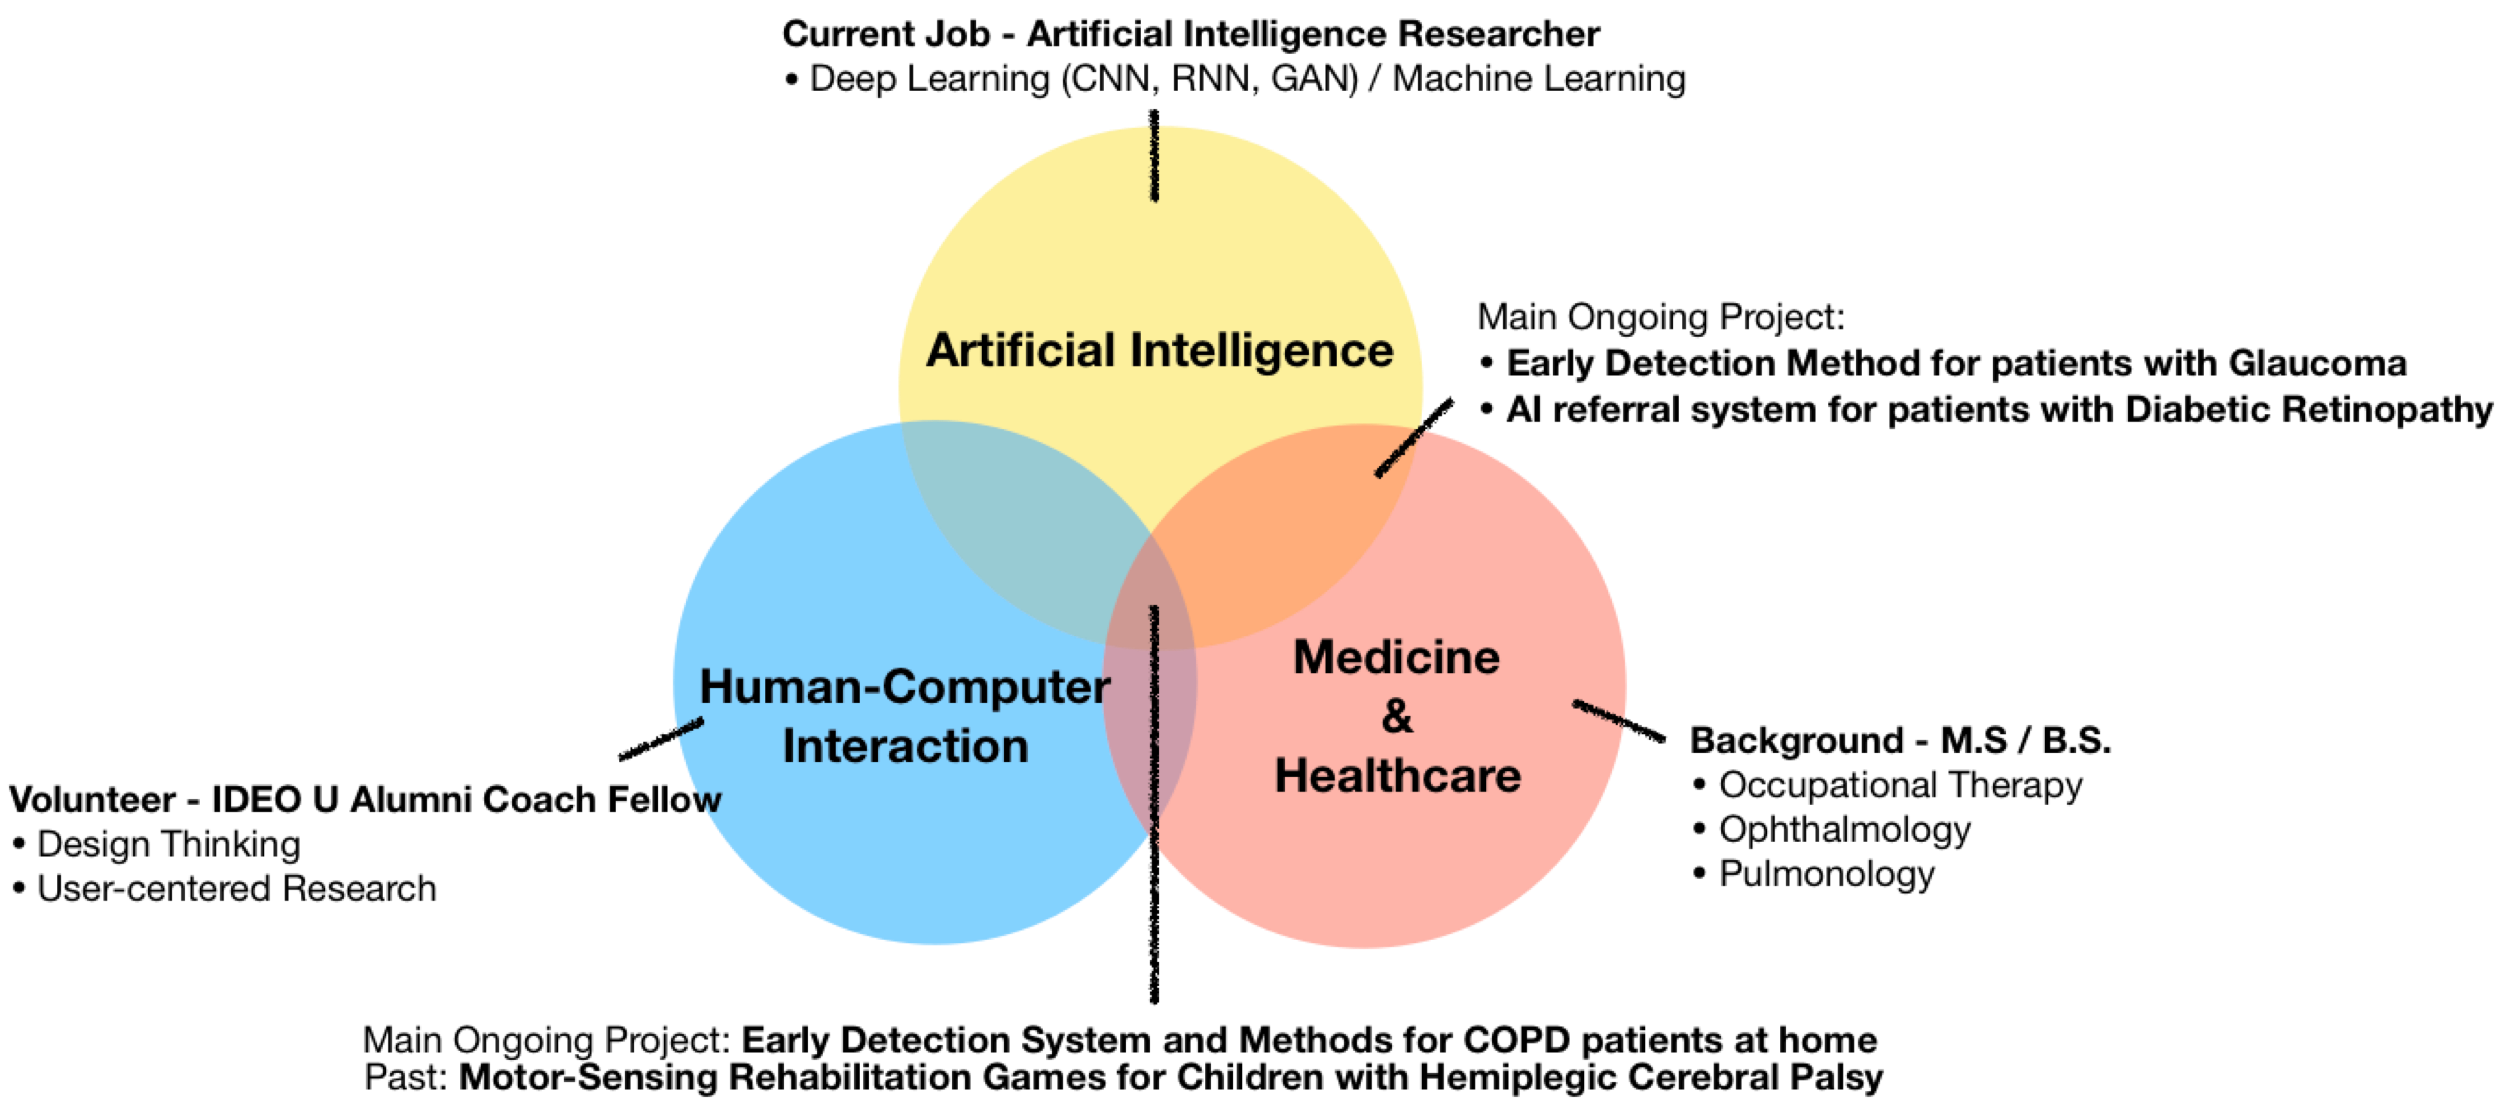 Current Job - Artificial Intelligence Researcher
• Deep Learning (CNN, RNN, GAN) / Machine Learning
Artificial Intelligence
Main Ongoing Project:
• Early Detection Method for patients with Glaucoma
• AI referral system for patients with Diabetic Retinopathy
Human-Computer
Interaction
Medicine
&
Healthcare
Volunteer - IDEO U Alumni Coach Fellow
• Design Thinking
• User-centered Research
Background - M.S / B.S.
• Occupational Therapy
• Ophthalmology
• Pulmonology
Main Ongoing Project: Early Detection System and Methods for COPD patients at home
Past: Motor-Sensing Rehabilitation Games for Children with Hemiplegic Cerebral Palsy